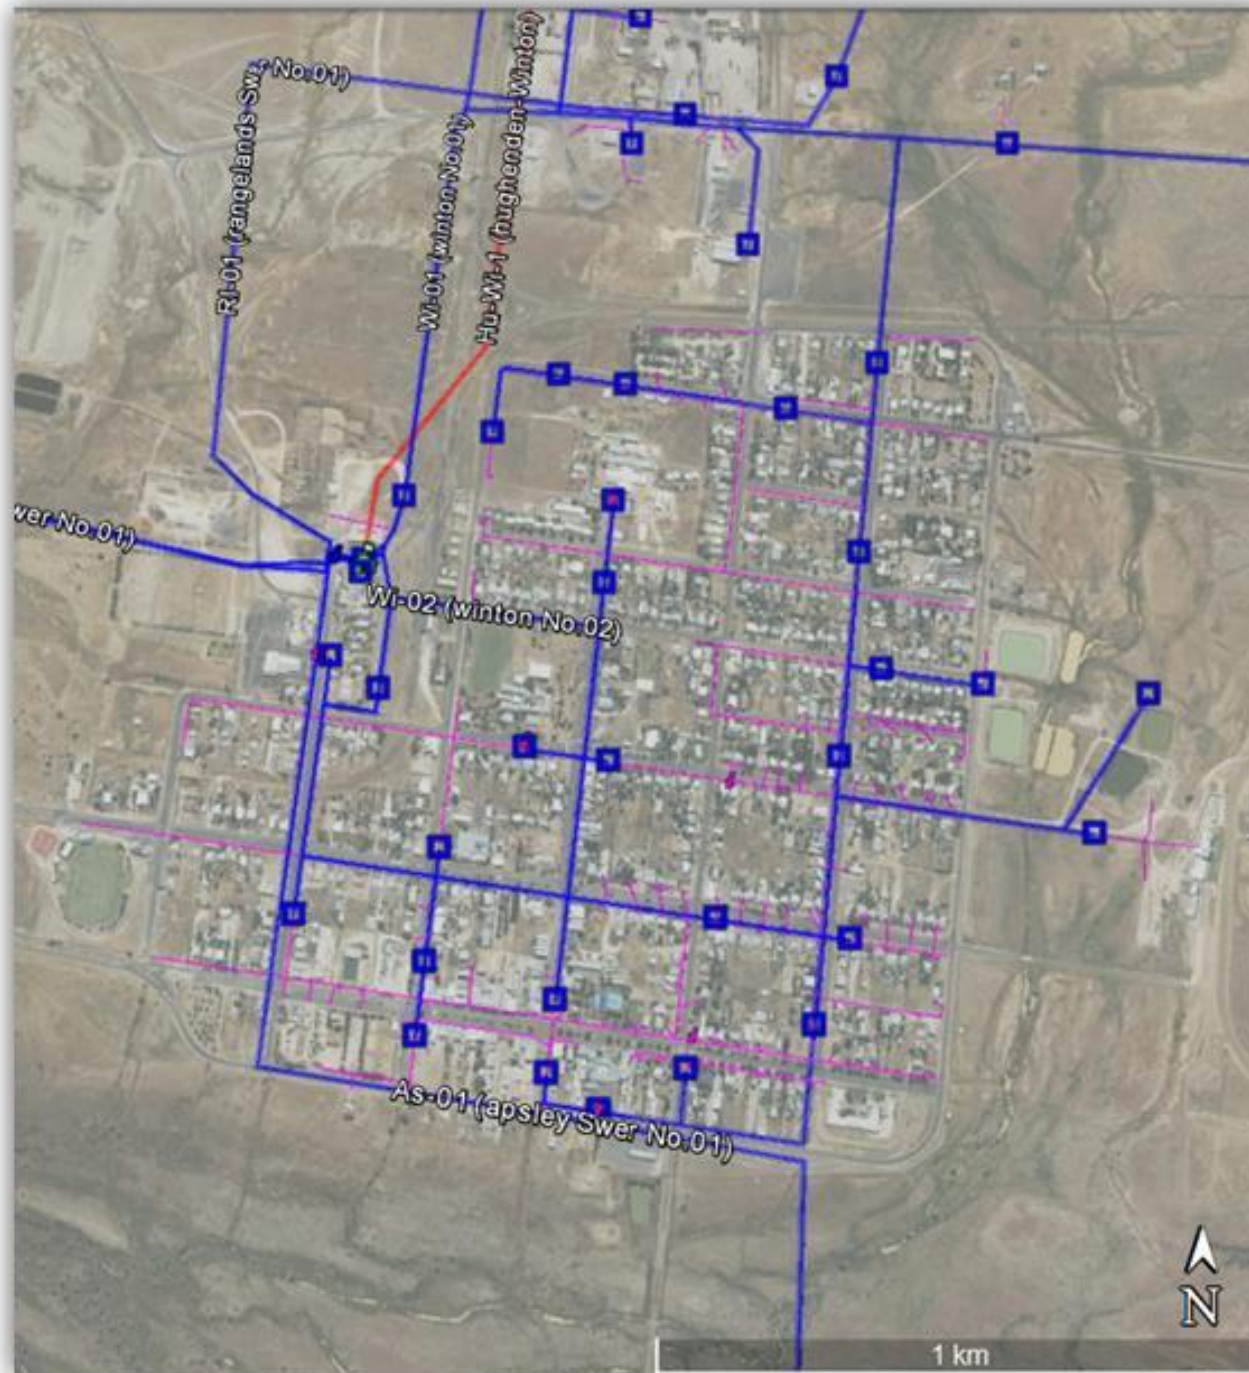 r No:01)
Rl-01 (rangelands Swe
Wi-01 (winton No:01)
Hu-Wi-1 (hughenden-Winton)
wer No:01)
Wi-02 (winton No:02)
As-01 (apsley Swer No:01)
N
1 km